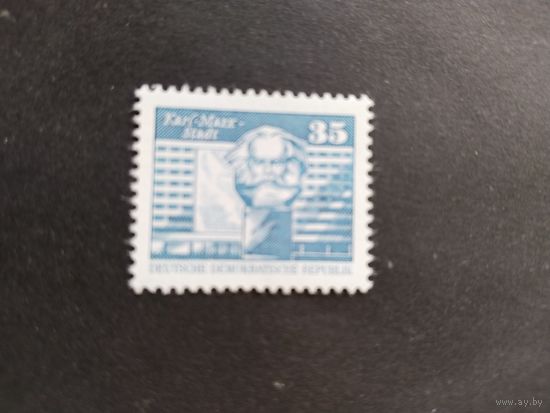 Karl-Marx-
Stadt
35
DEUTSCHE DEMOKRATISCHE REPUBLIK
www.ay.by